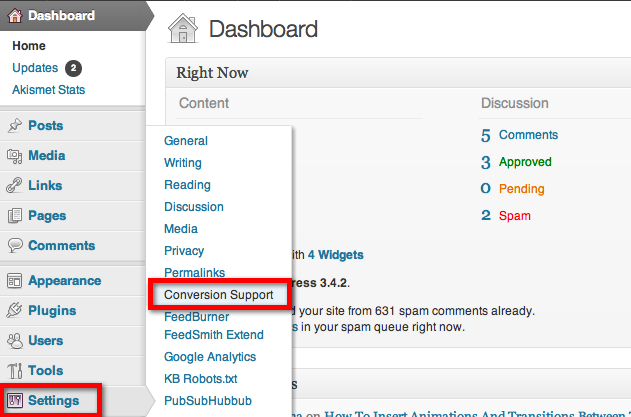 Dashboard
Home
Updates 2
Akismet Stats
Posts
Media
Links
Pages
Comments
Appearance
Plugins
Users
Tools
Settings
General
Writing
Reading
Discussion
Media
Privacy
Permalinks
Conversion Support
FeedBurner
FeedSmith Extend
Google Analytics
KB Robots.txt
PubSubHubbub
Dashboard
Right Now
Content
Discussion
5 Comments
3 Approved
0 Pending
2 Spam
with 4 Widgets
ress 3.4.2.
d your site from 631 spam comments already.
s in your spam queue right now.
s
on How To Insert Animations And Transitions Between